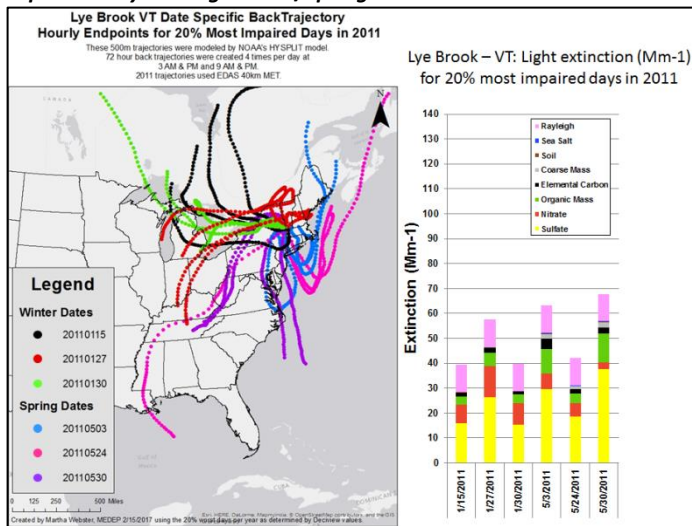 Lye Brook VT Date Specific BackTrajectory
Hourly Endpoints for 20% Most Impaired Days in 2011
These 500m trajectories were modeled by NOAA's HYSPLIT model.
72 hour back trajectories were created 4 times per day at
3 AM & PM and 9 AM & PM.
2011 trajectories used EDAS 40km MET.
CANADA
N
Legend
Winter Dates
20110115
20110127
20110130
Spring Dates
20110503
20110524
20110530
0 125 250 500 Miles
Created by Martha Webster, MEDEP 2/15/2017 using the 20% worst days per year as determined by Deciview values.
Lye Brook – VT: Light extinction (Mm-1)
for 20% most impaired days in 2011
Extinction (Mm-1)
140
130
120
110
100
90
80
70
60
50
40
30
20
10
0
Rayleigh
Sea Salt
Soil
Coarse Mass
Elemental Carbon
Organic Mass
Nitrate
Sulfate
1/15/2011
1/27/2011
1/30/2011
5/3/2011
5/24/2011
5/30/2011